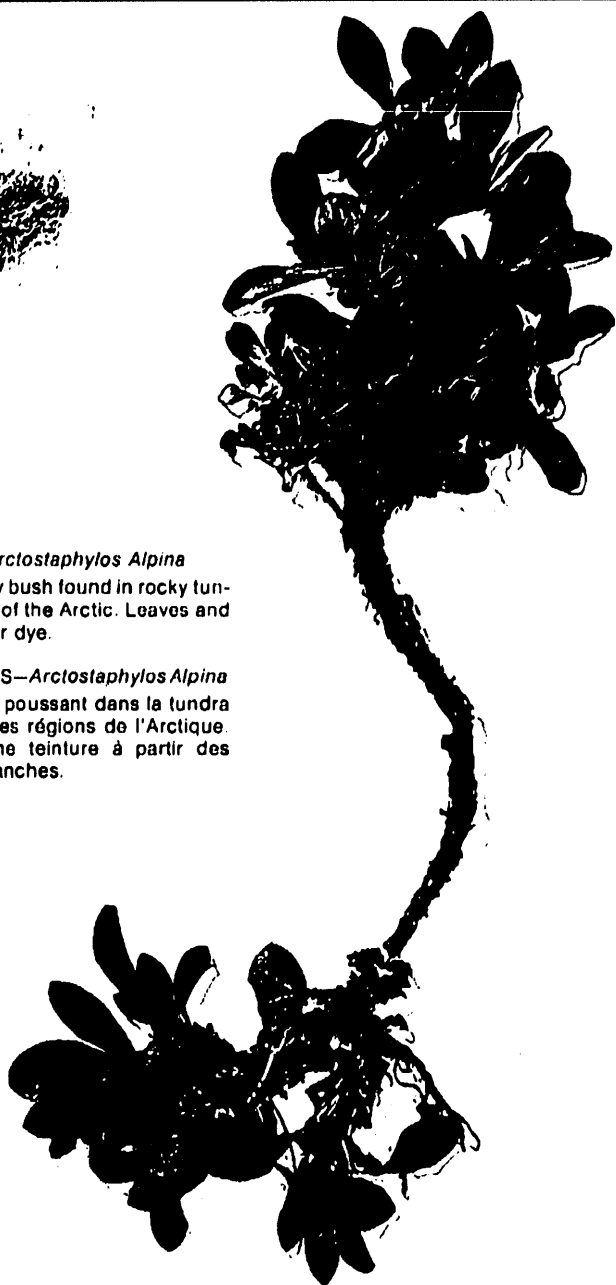 rctostaphylos Alpina
bush found in rocky tun-
of the Arctic. Leaves and
r dye.
S—Arctostaphylos Alpina
poussant dans la tundra
es régions de l'Arctique.
ne teinture à partir des
anches.